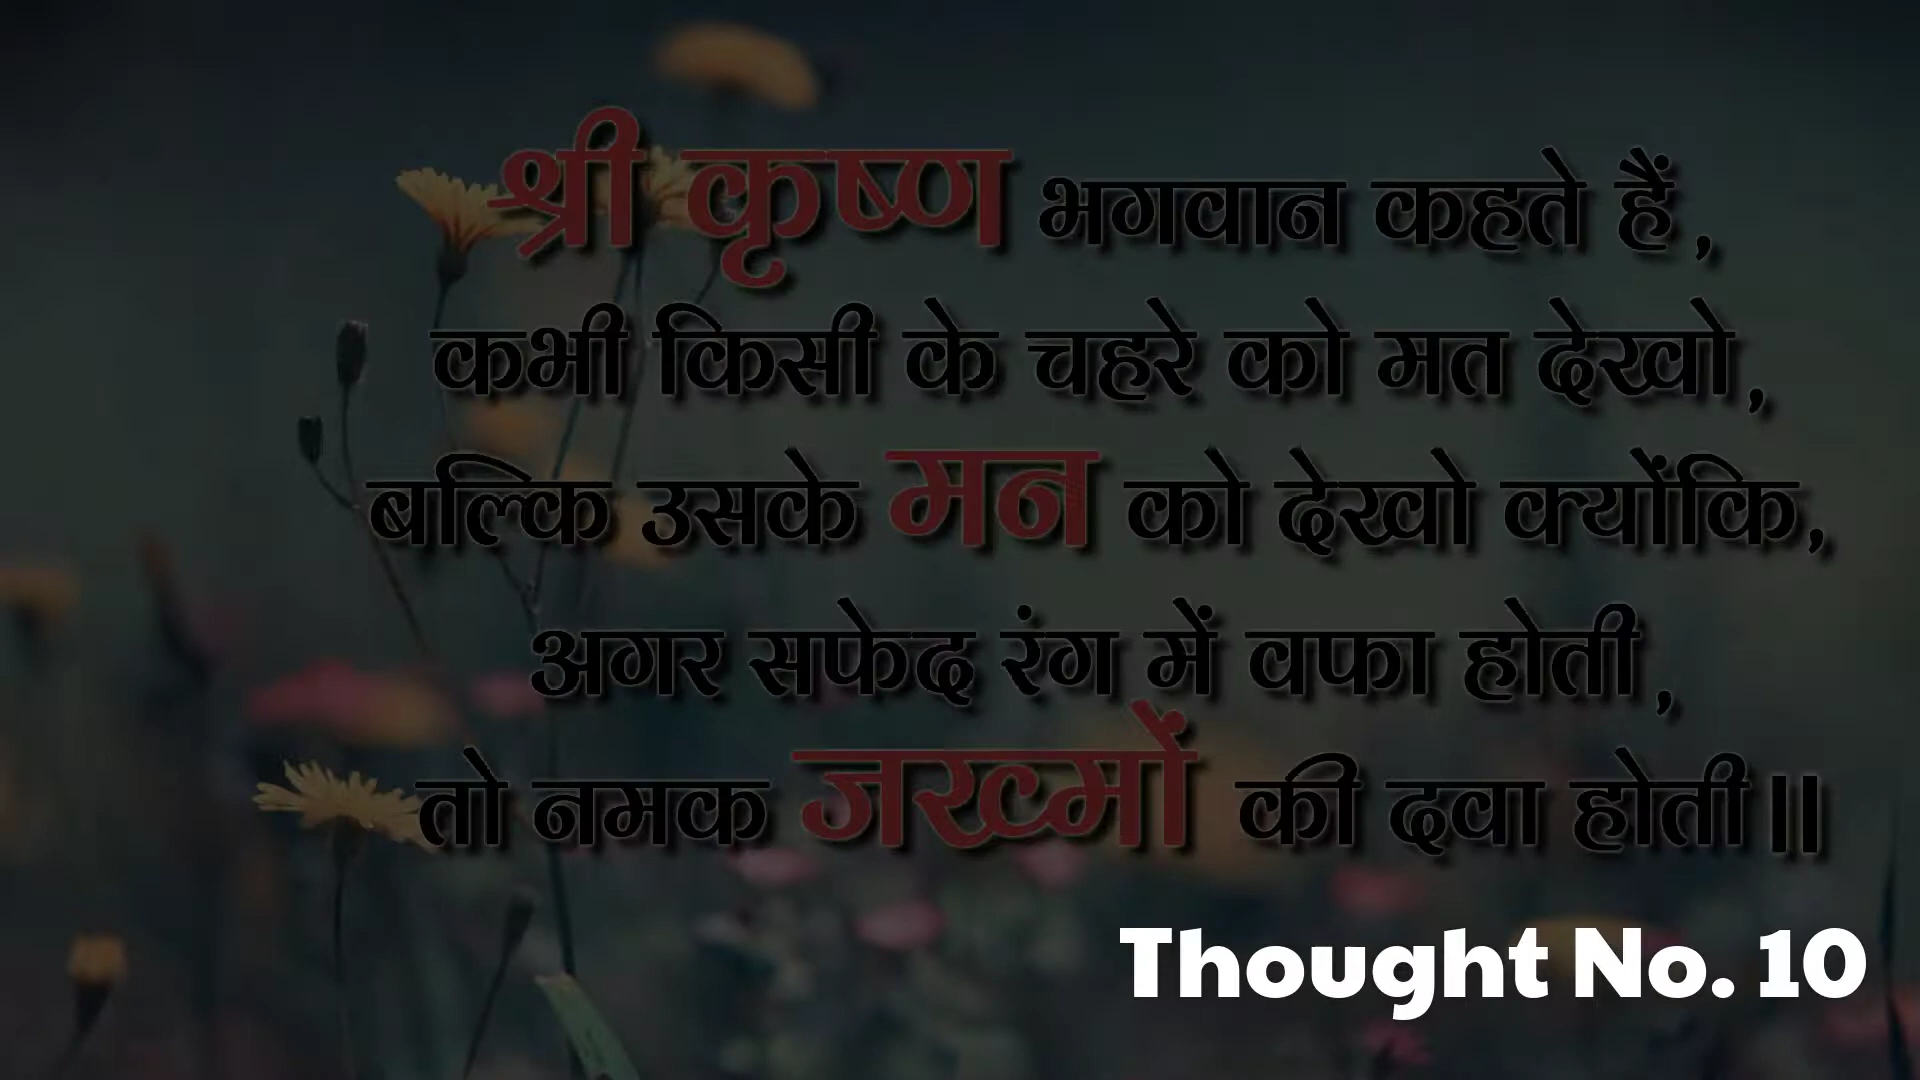 श्री कृष्ण भगवान कहते हैं,
कभी किसी के चहरे को मत देखो,
बल्कि उसके मन को देखो क्योंकि,
अगर सफेद रंग में वफा होती,
तो नमक जख्मों की दवा होती॥
Thought No. 10